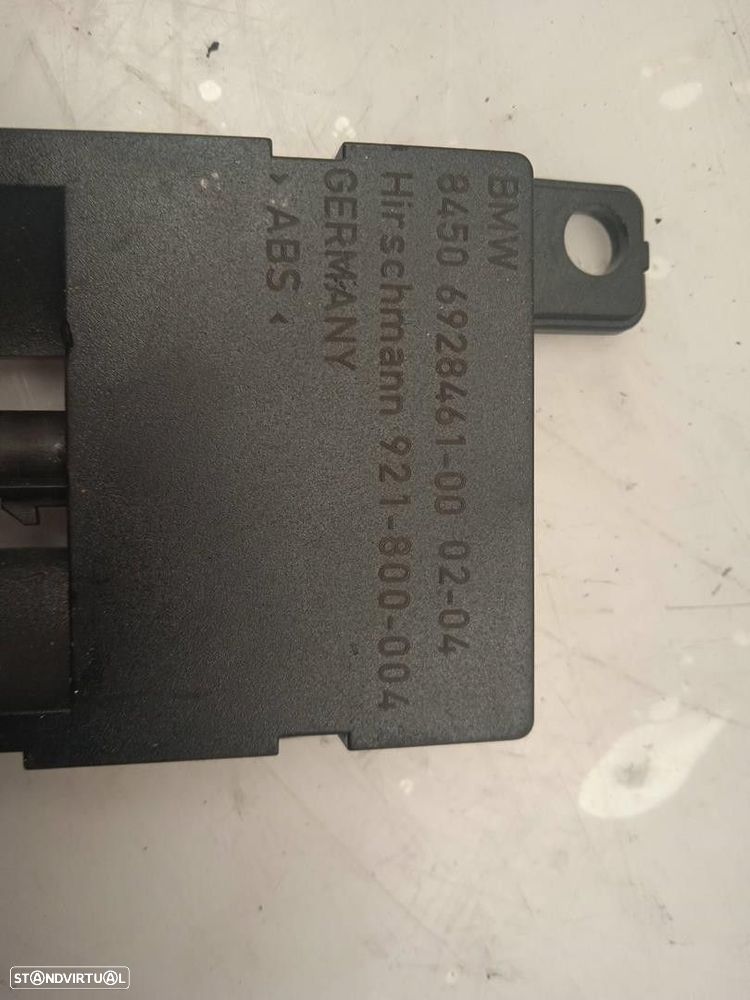 BMW
8450 6928461-00 02-04
Hirschmann 921-800-004
GERMANY
›ABS‹
STANDVIRTUAL